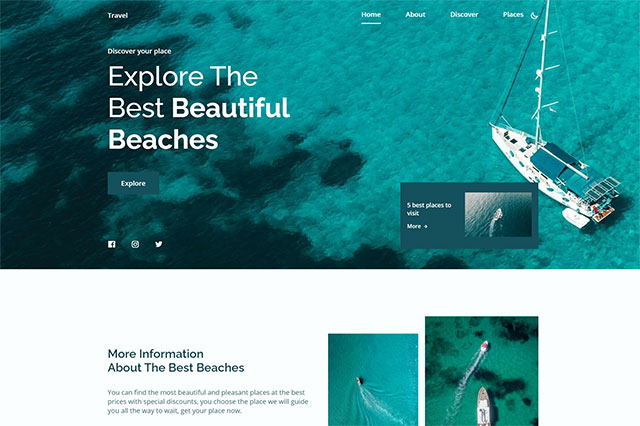 Travel
Home
About
Discover
Places
Discover your place
Explore The
Best Beautiful
Beaches
Explore
5 best places to
visit
More →
More Information
About The Best Beaches
You can find the most beautiful and pleasant places at the best
prices with special discounts, you choose the place we will guide
you all the way to wait, get your place now.